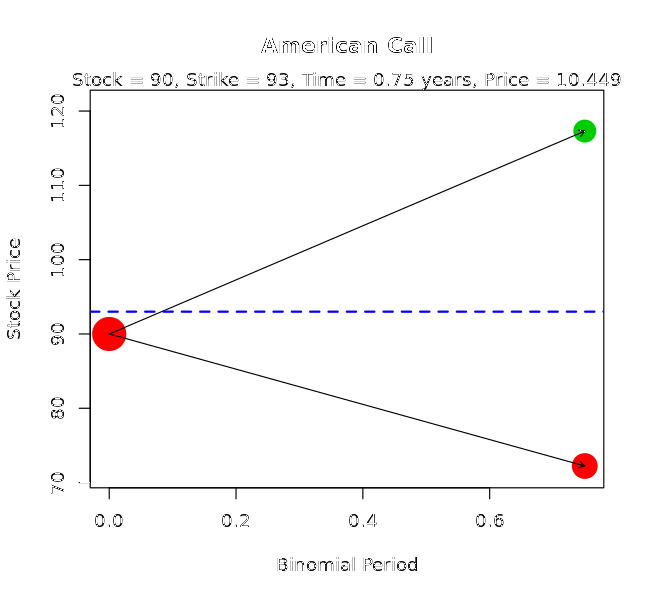 American Call
Stock = 90, Strike = 93, Time = 0.75 years, Price = 10.449
Stock Price
120
110
100
90
80
70
0.0 0.2 0.4 0.6
Binomial Period